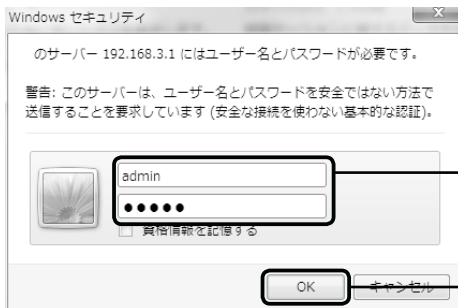 Windows セキュリティ
のサーバー 192.168.3.1 にはユーザー名とパスワードが必要です。
警告: このサーバーは、ユーザー名とパスワードを安全ではない方法で
送信することを要求しています (安全な接続を使わない基本的な認証)。
admin
●●●●●
資格情報を記憶する
OK
キャンセル